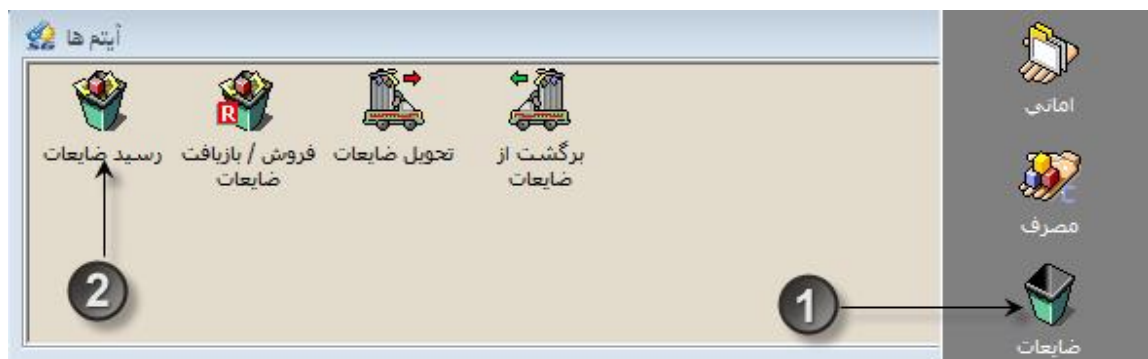 آیتم ها
امانی
مصرف
ضایعات
برگشت از
ضایعات
تحویل ضایعات
فروش / بازیافت
ضایعات
رسید ضایعات
R
C
1
2